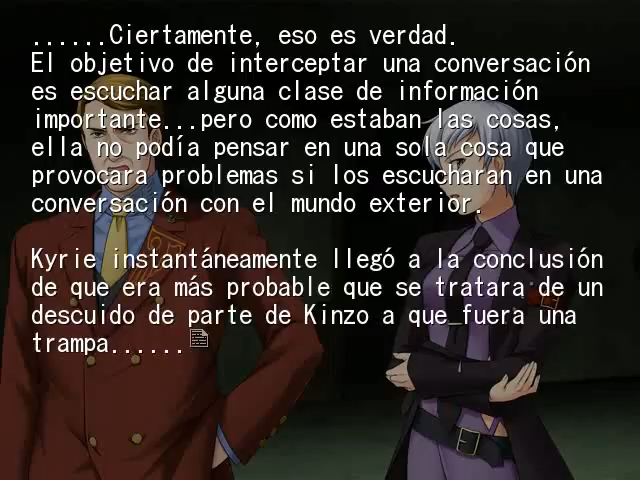 ......Ciertamente, eso es verdad.
El objetivo de interceptar una conversación
es escuchar alguna clase de información
importante...pero como estaban las cosas,
ella no podía pensar en una sola cosa que
provocara problemas si los escucharan en una
conversación con el mundo exterior.
Kyrie instantáneamente llegó a la conclusión
de que era más probable que se tratara de un
descuido de parte de Kinzo a que fuera una
trampa......